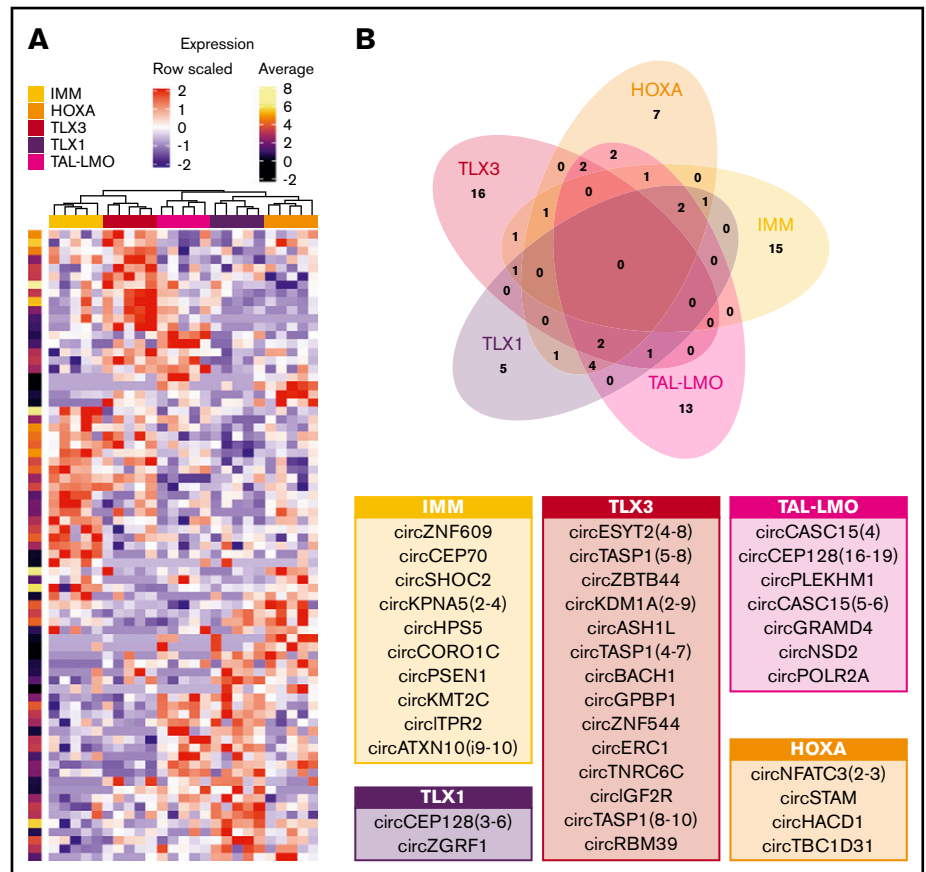 A
Expression
Row scaled
Average
IMM
HOXA
TLX3
TLX1
TAL-LMO
2
1
0
-1
-2
8
6
4
2
0
-2
B
HOXA
7
TLX3
16
IMM
15
TLX1
5
TAL-LMO
13
0
2
2
1
0
0
1
2
1
0
1
1
0
0
0
0
0
0
0
0
0
1
2
4
1
0
0
IMM
circZNF609
circCEP70
circSHOC2
circKPNA5(2-4)
circHPS5
circCORO1C
circPSEN1
circKMT2C
circITPR2
circATXN10(i9-10)
TLX1
circCEP128(3-6)
circZGRF1
TLX3
circESYT2(4-8)
circTASP1(5-8)
circZBTB44
circKDM1A(2-9)
circASH1L
circTASP1(4-7)
circBACH1
circGPBP1
circZNF544
circERC1
circTNRC6C
circIGF2R
circTASP1(8-10)
circRBM39
TAL-LMO
circCASC15(4)
circCEP128(16-19)
circPLEKHM1
circCASC15(5-6)
circGRAMD4
circNSD2
circPOLR2A
HOXA
circNFATC3(2-3)
circSTAM
circHACD1
circTBC1D31